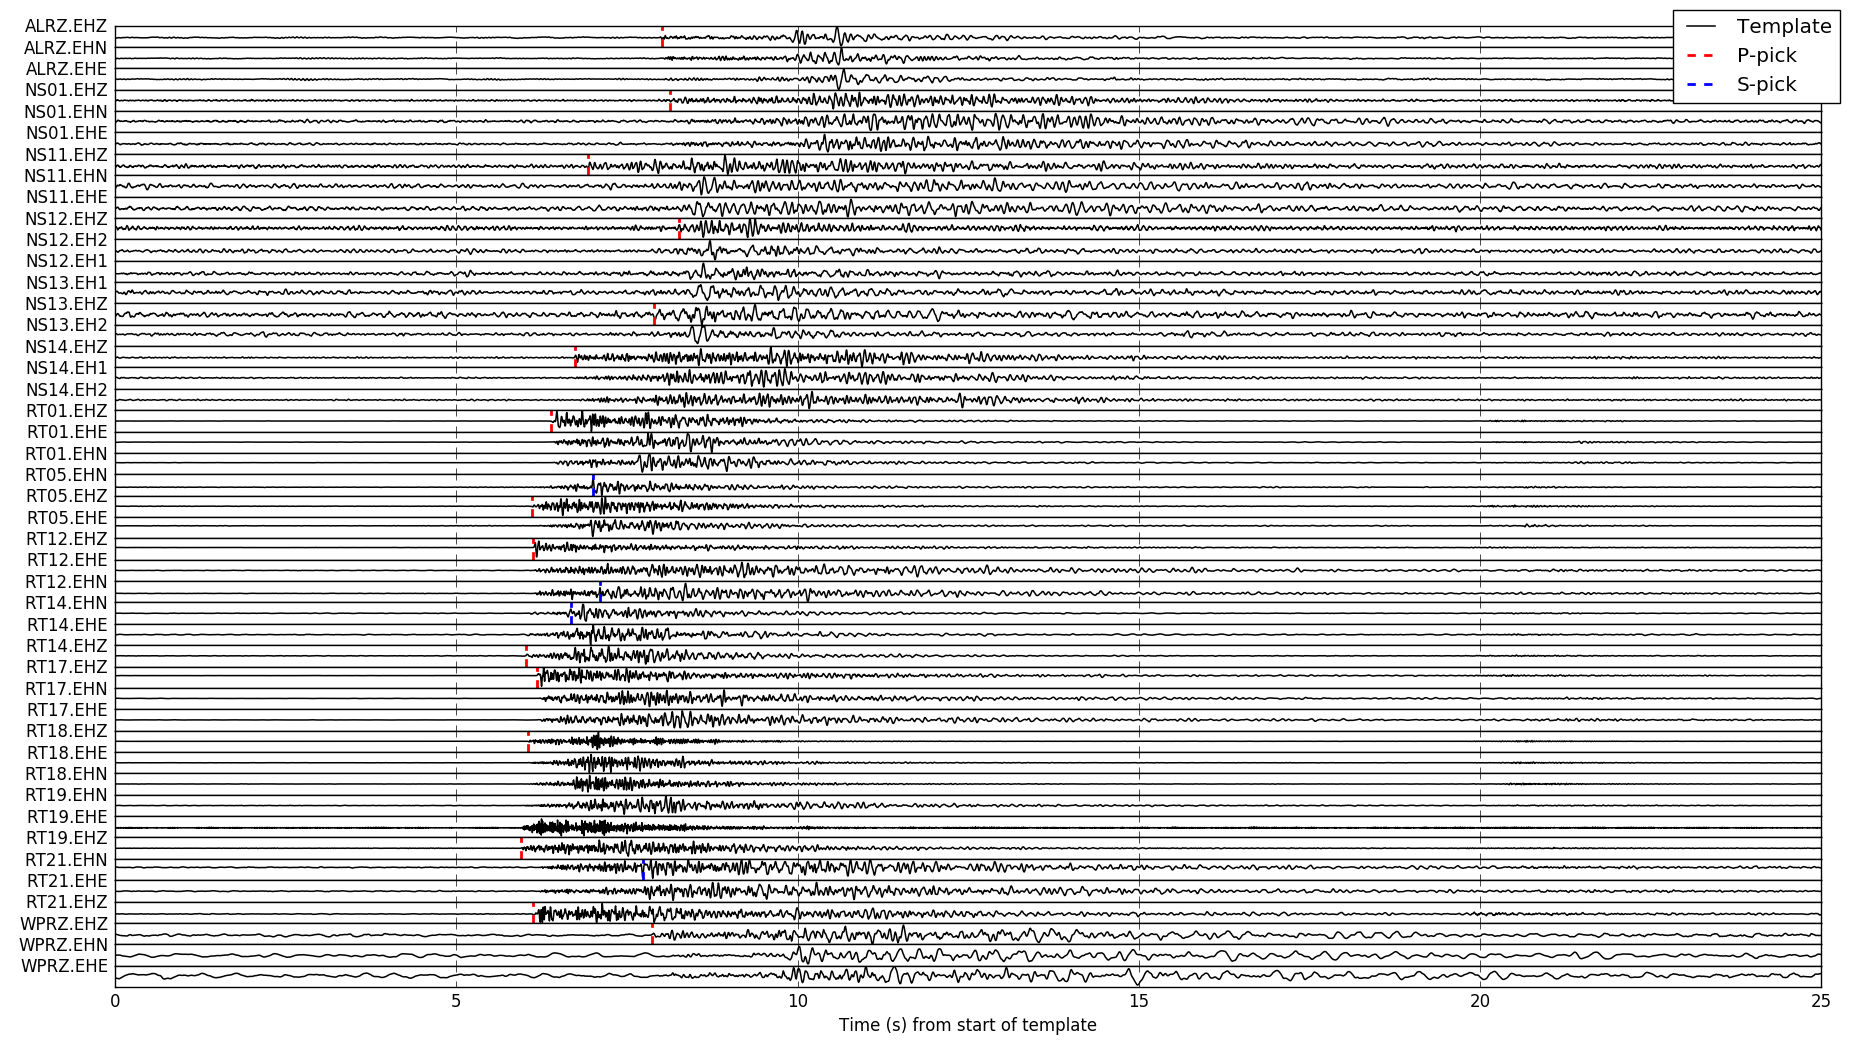 ALRZ.EHZ
ALRZ.EHN
ALRZ.EHE
NS01.EHZ
NS01.EHN
NS01.EHE
NS11.EHZ
NS11.EHN
NS11.EHE
NS12.EHZ
NS12.EH2
NS12.EH1
NS13.EH1
NS13.EHZ
NS13.EH2
NS14.EHZ
NS14.EH1
NS14.EH2
RT01.EHZ
RT01.EHE
RT01.EHN
RT05.EHN
RT05.EHZ
RT05.EHE
RT12.EHZ
RT12.EHE
RT12.EHN
RT14.EHN
RT14.EHE
RT14.EHZ
RT17.EHZ
RT17.EHN
RT17.EHE
RT18.EHZ
RT18.EHE
RT18.EHN
RT19.EHN
RT19.EHE
RT19.EHZ
RT21.EHN
RT21.EHE
RT21.EHZ
WPRZ.EHZ
WPRZ.EHN
WPRZ.EHE
Template
P-pick
S-pick
0 5 10 15 20 25
Time (s) from start of template